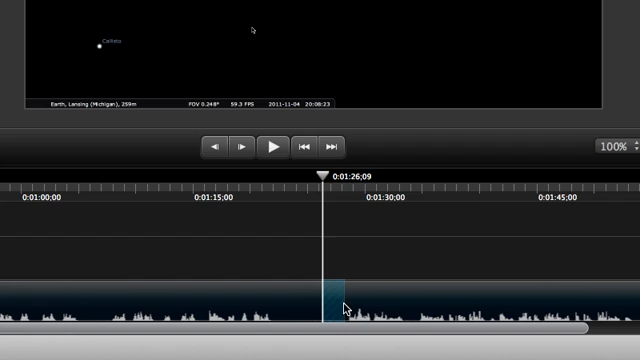 Callisto
Earth, Lansing (Michigan), 259m FOV 0.248° 59.3 FPS 2011-11-04 20:08:23
100%
0:01:26;09
0:01:00;00 0:01:15;00 0:01:30;00 0:01:45;00